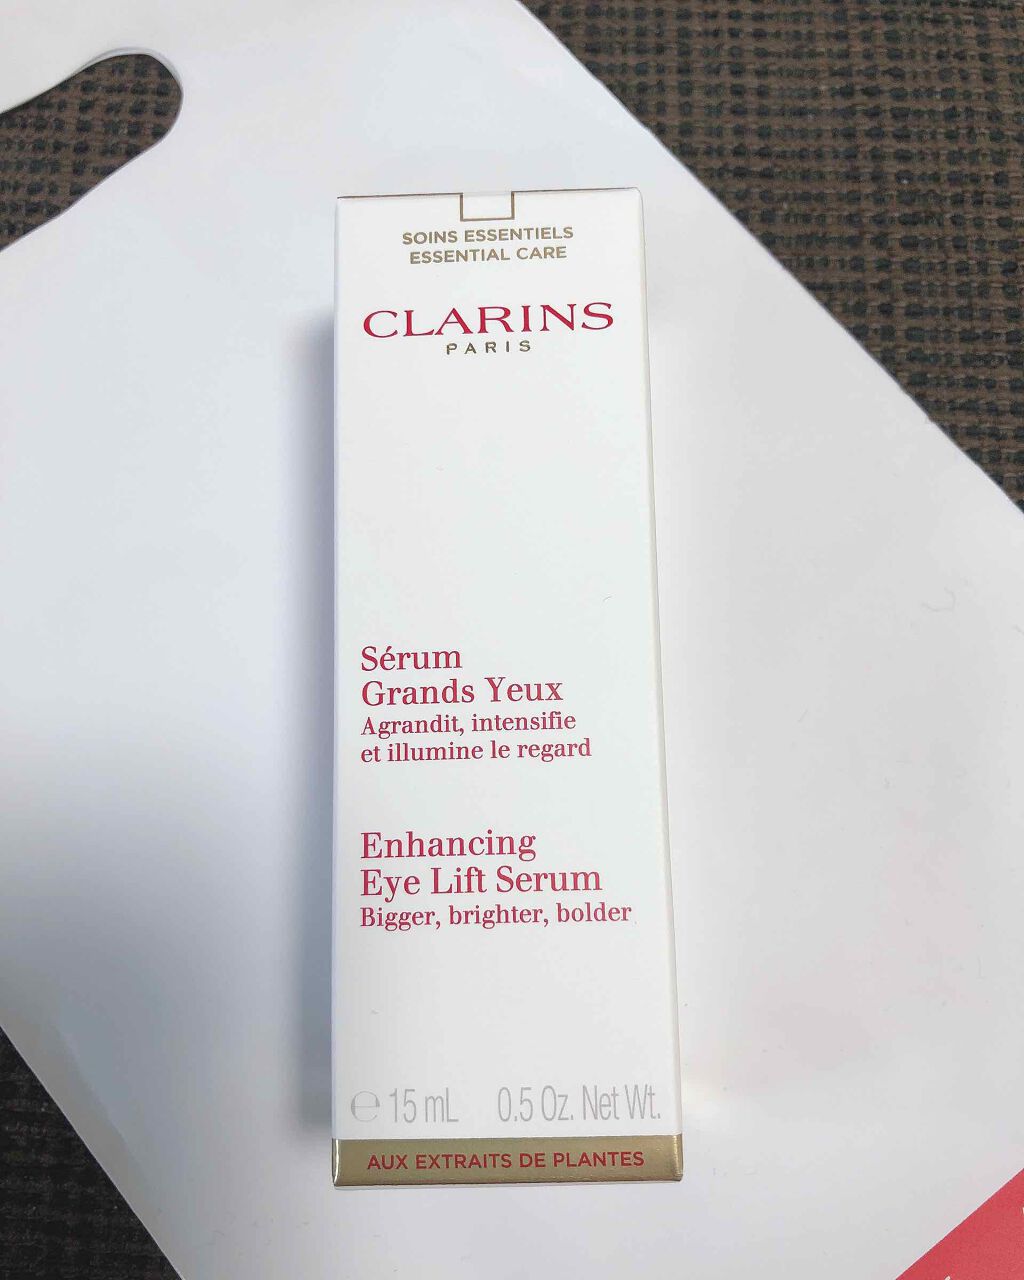 SOINS ESSENTIELS
ESSENTIAL CARE
CLARINS
PARIS
Sérum
Grands Yeux
Agrandit, intensifie
et illumine le regard
Enhancing
Eye Lift Serum
Bigger, brighter, bolder
℮ 15 mL 0.5 Oz. Net Wt.
AUX EXTRAITS DE PLANTES